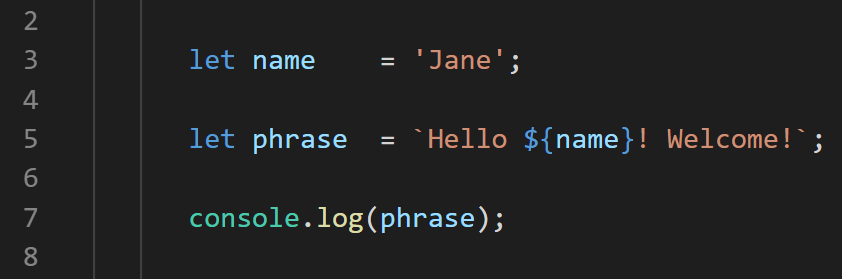 2
3 let name    = 'Jane';
4
5 let phrase  = `Hello ${name}! Welcome!`;
6
7 console.log(phrase);
8